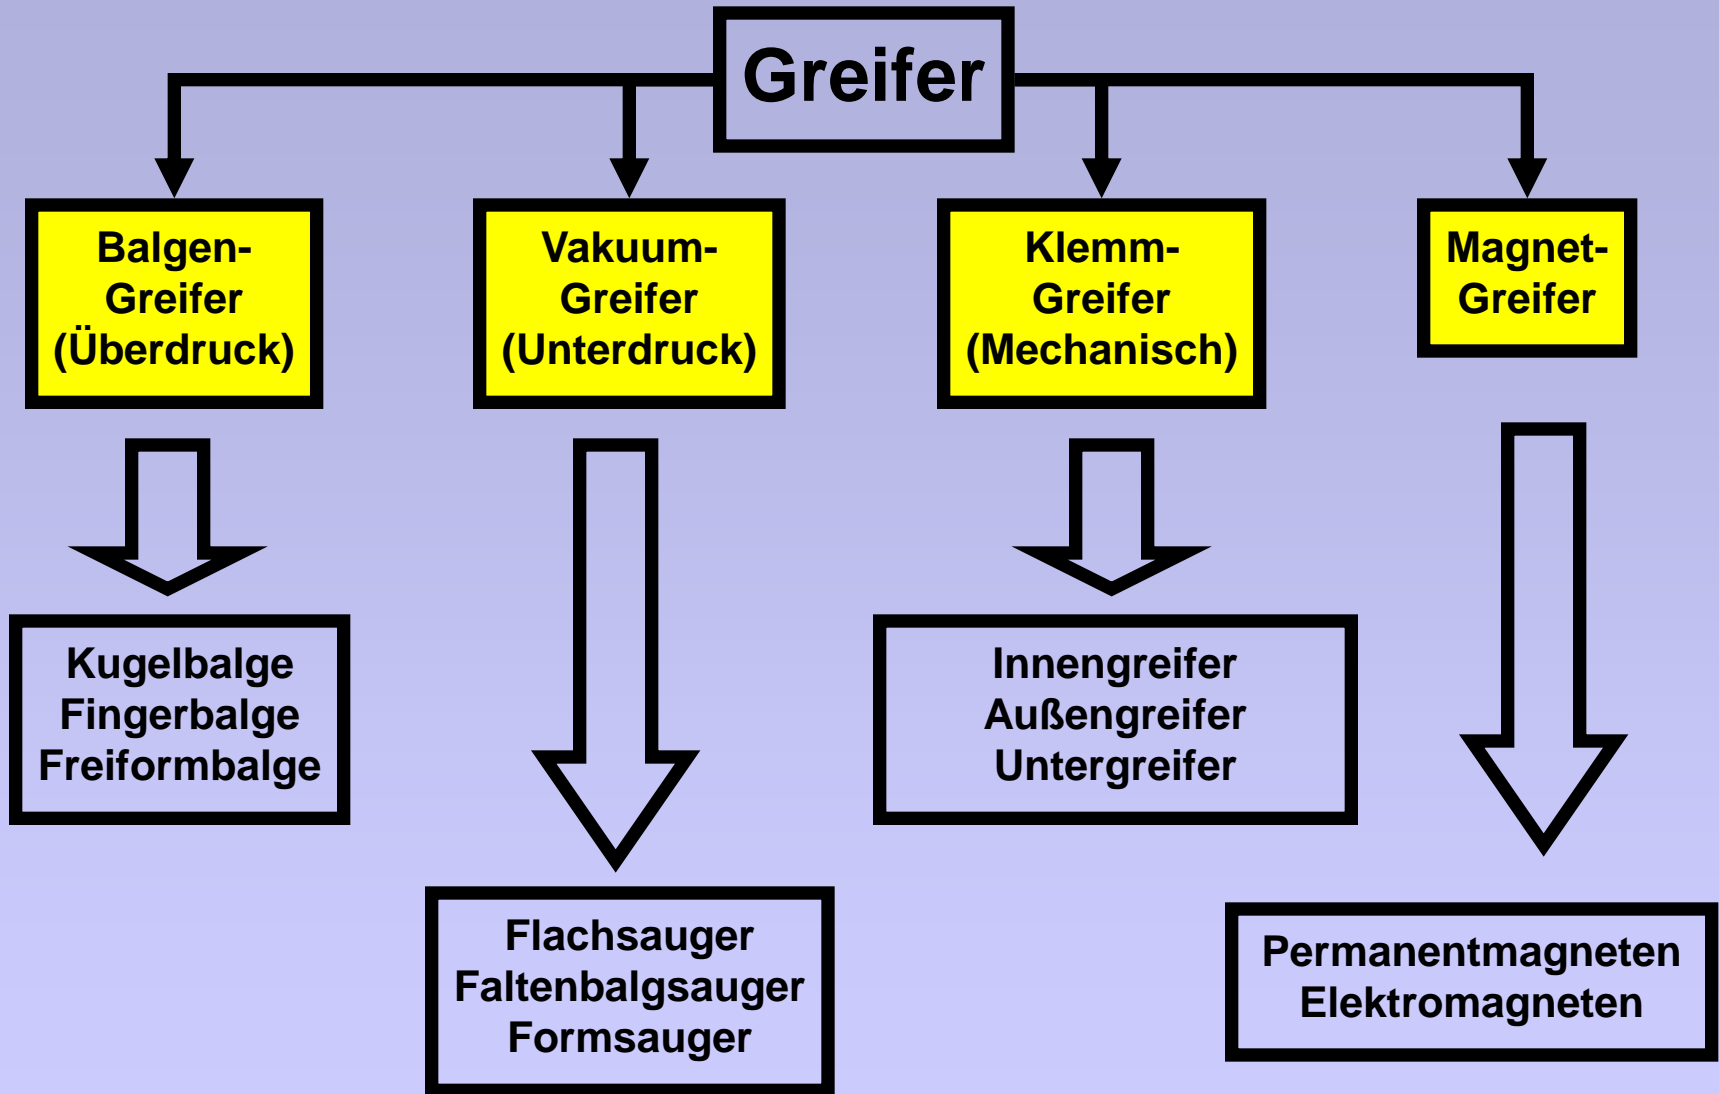 Greifer
Balgen-
Greifer
(Überdruck)
Vakuum-
Greifer
(Unterdruck)
Klemm-
Greifer
(Mechanisch)
Magnet-
Greifer
Kugelbalge
Fingerbalge
Freiformbalge
Innengreifer
Außengreifer
Untergreifer
Flachsauger
Faltenbalgsauger
Formsauger
Permanentmagneten
Elektromagneten